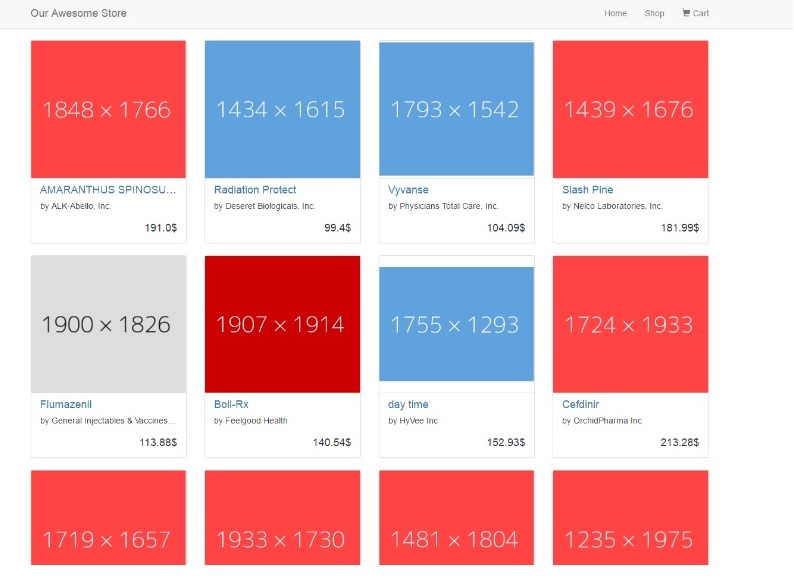 Our Awesome Store
Home Shop Cart
1848 × 1766 1434 × 1615 1793 × 1542 1439 × 1676
AMARANTHUS SPINOSU... Radiation Protect Vyvanse Slash Pine
by ALK-Abello, Inc. by Deseret Biologicals, Inc. by Physicians Total Care, Inc. by Nelco Laboratories, Inc.
191.0$ 99.4$ 104.09$ 181.99$
1900 × 1826 1907 × 1914 1755 × 1293 1724 × 1933
Flumazenil Boil-Rx day time Cefdinir
by General Injectables & Vaccines... by Feelgood Health by HyVee Inc by OrchidPharma Inc
113.88$ 140.54$ 152.93$ 213.28$
1719 × 1657 1933 × 1730 1481 × 1804 1235 × 1975